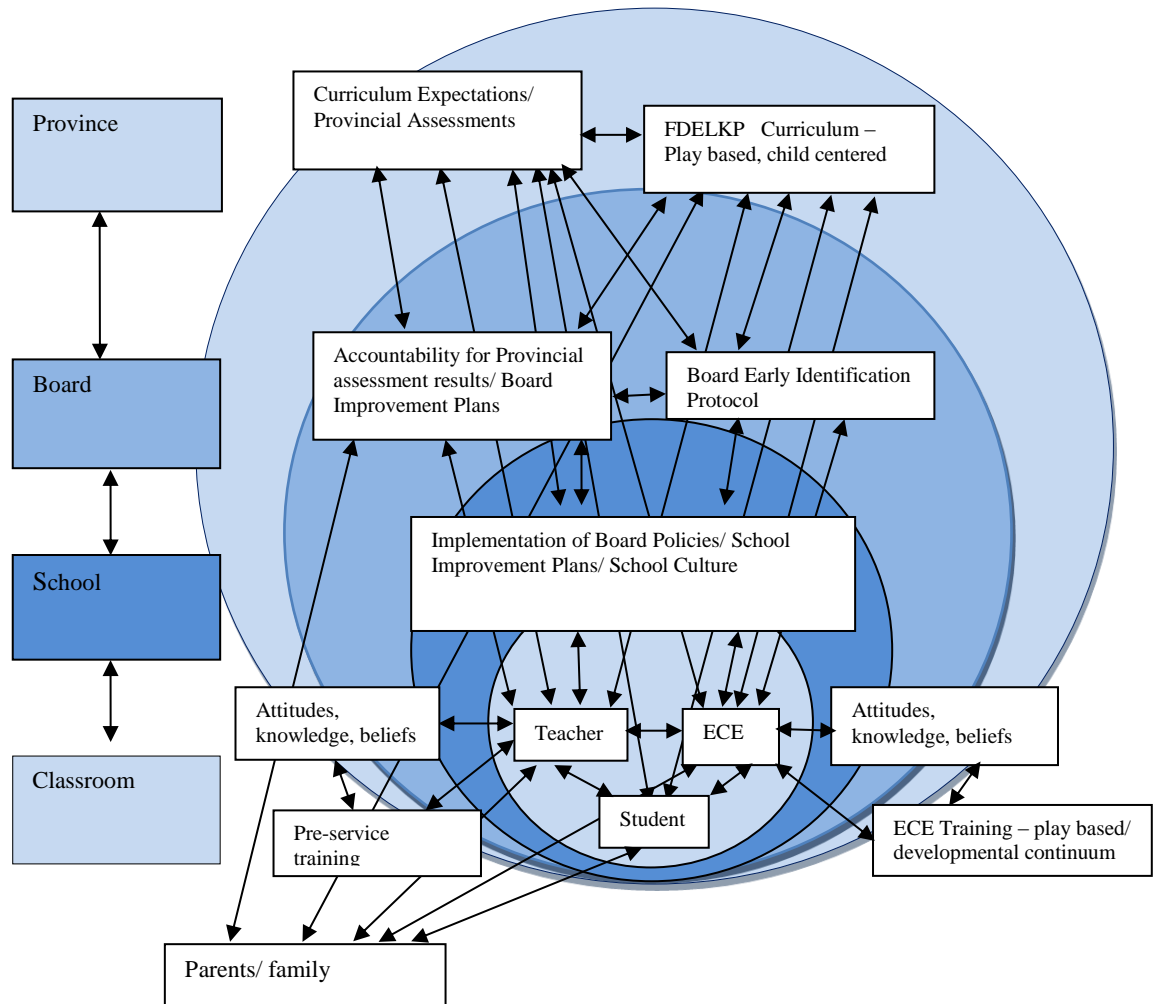 Curriculum Expectations/
Provincial Assessments
Province
FDELKP   Curriculum –
Play based, child centered
Accountability for Provincial
assessment results/ Board
Improvement Plans
Board Early Identification
Protocol
Board
Implementation of Board Policies/ School
Improvement Plans/ School Culture
School
Attitudes,
knowledge, beliefs
Teacher
ECE
Attitudes,
knowledge, beliefs
Classroom
Pre-service
training
Student
ECE Training – play based/
developmental continuum
Parents/ family